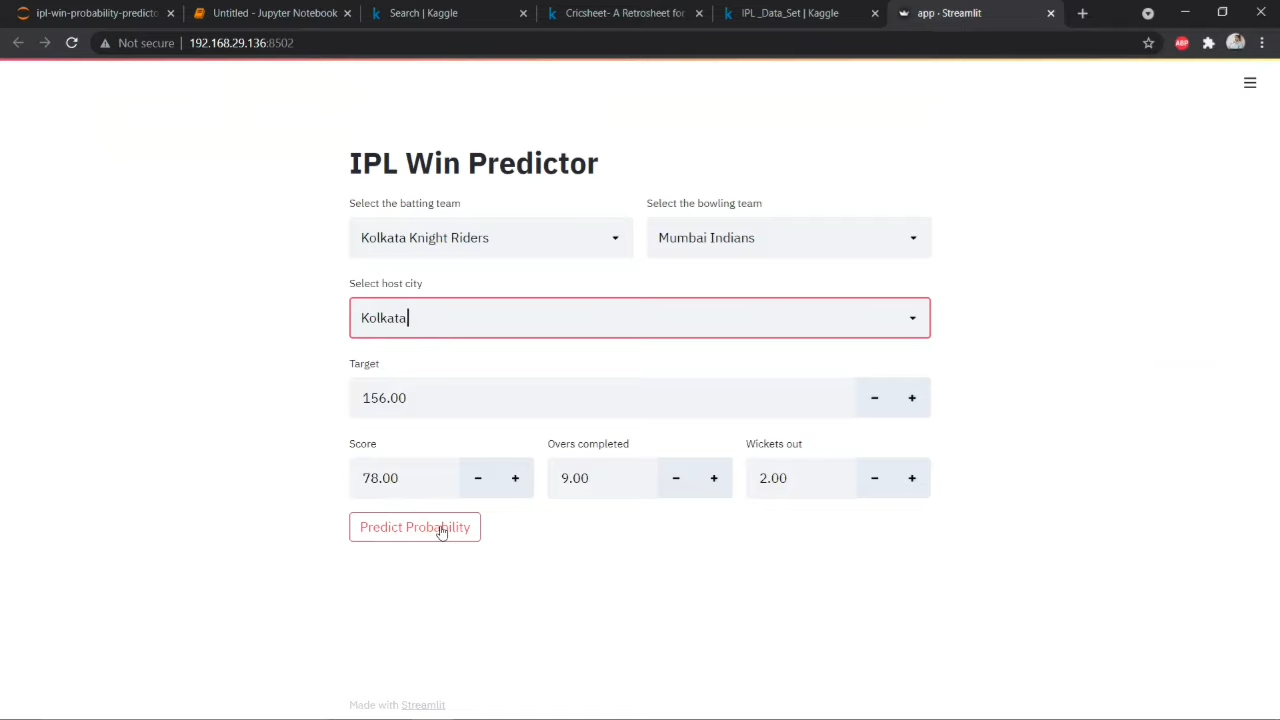 ipl-win-probability-predicto
Untitled - Jupyter Notebook
Search | Kaggle
Cricsheet- A Retrosheet for
IPL _Data_Set | Kaggle
app · Streamlit
Not secure | 192.168.29.136:8502
ABP
IPL Win Predictor
Select the batting team
Select the bowling team
Kolkata Knight Riders
Mumbai Indians
Select host city
Kolkata
Target
156.00
- +
Score
Overs completed
Wickets out
78.00 - +
9.00 - +
2.00 - +
Predict Probability
Made with Streamlit